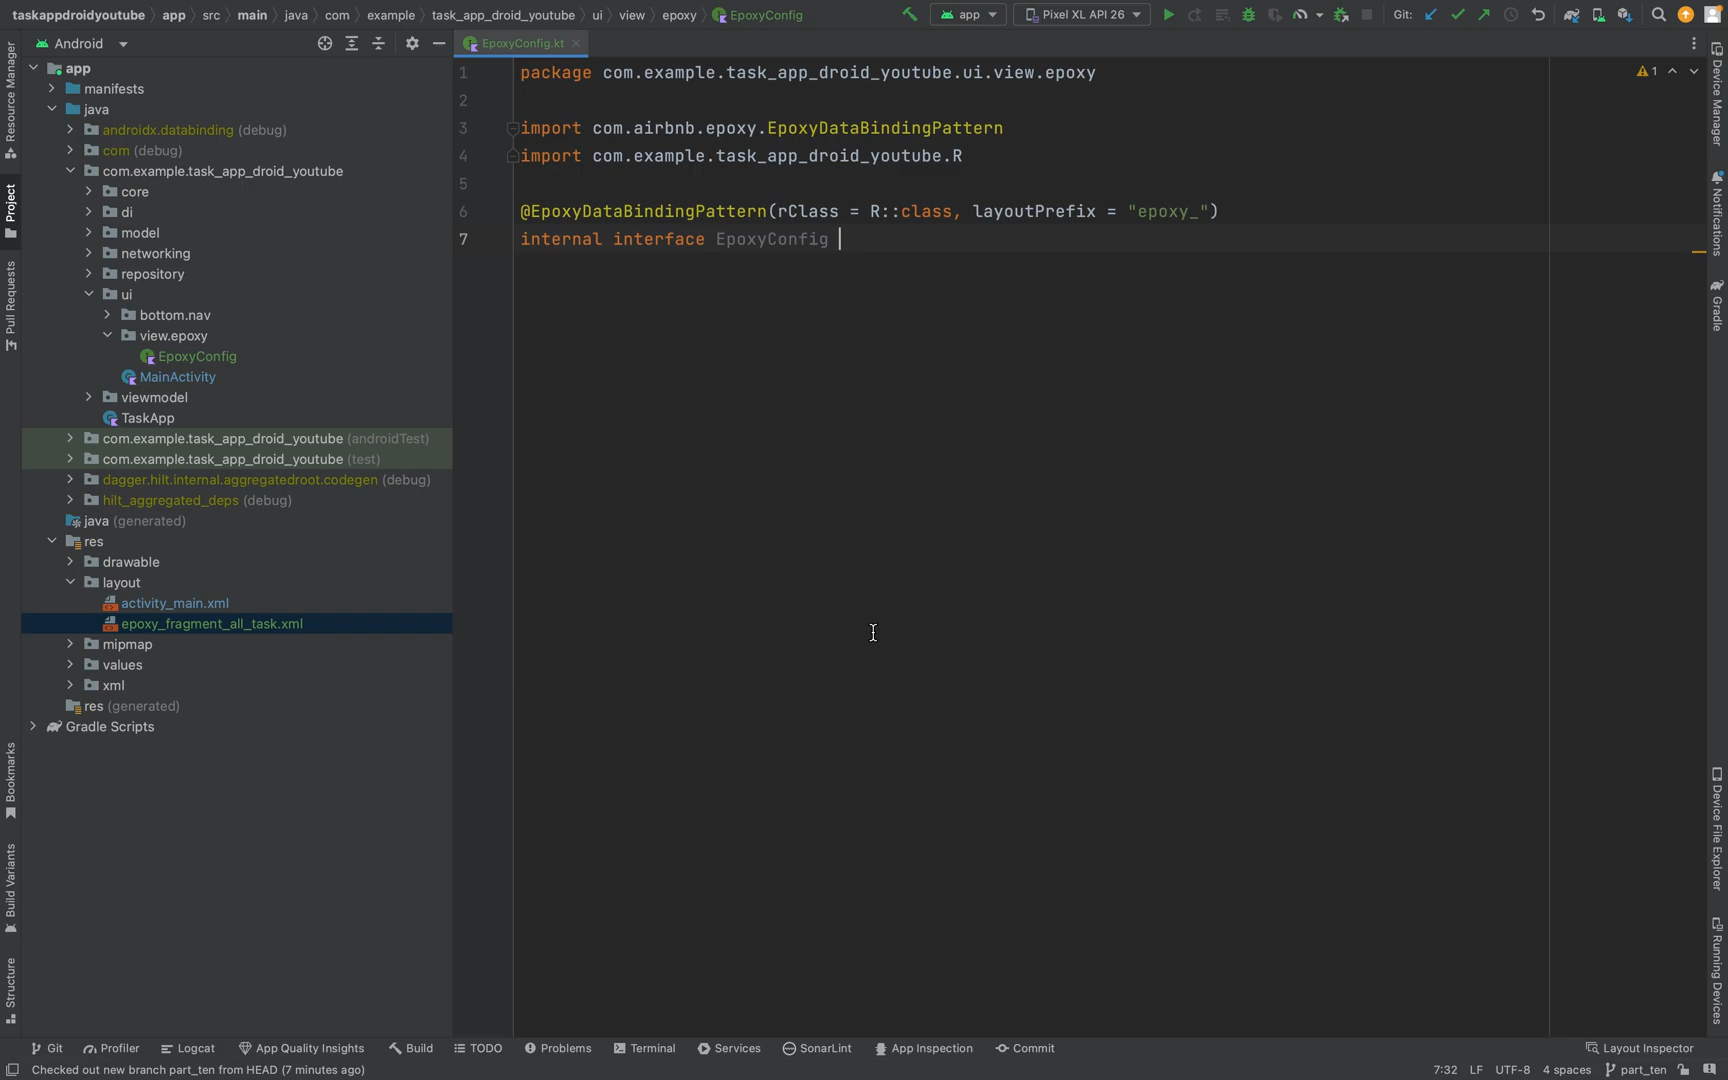 taskappdroidyoutube › app › src › main › java › com › example › task_app_droid_youtube › ui › view › epoxy › EpoxyConfig
app
Pixel XL API 26
Git:
Android
EpoxyConfig.kt
app
manifests
java
androidx.databinding (debug)
com (debug)
com.example.task_app_droid_youtube
core
di
model
networking
repository
ui
bottom.nav
view.epoxy
EpoxyConfig
MainActivity
viewmodel
TaskApp
com.example.task_app_droid_youtube (androidTest)
com.example.task_app_droid_youtube (test)
dagger.hilt.internal.aggregatedroot.codegen (debug)
hilt_aggregated_deps (debug)
java (generated)
res
drawable
layout
activity_main.xml
epoxy_fragment_all_task.xml
mipmap
values
xml
res (generated)
Gradle Scripts
1 package com.example.task_app_droid_youtube.ui.view.epoxy
2
3 import com.airbnb.epoxy.EpoxyDataBindingPattern
4 import com.example.task_app_droid_youtube.R
5
6 @EpoxyDataBindingPattern(rClass = R::class, layoutPrefix = "epoxy_")
7 internal interface EpoxyConfig
1
Resource Manager
Project
Pull Requests
Bookmarks
Build Variants
Structure
Device Manager
Notifications
Gradle
Device File Explorer
Running Devices
Git
Profiler
Logcat
App Quality Insights
Build
TODO
Problems
Terminal
Services
SonarLint
App Inspection
Commit
Layout Inspector
Checked out new branch part_ten from HEAD (7 minutes ago)
7:32 LF UTF-8 4 spaces part_ten